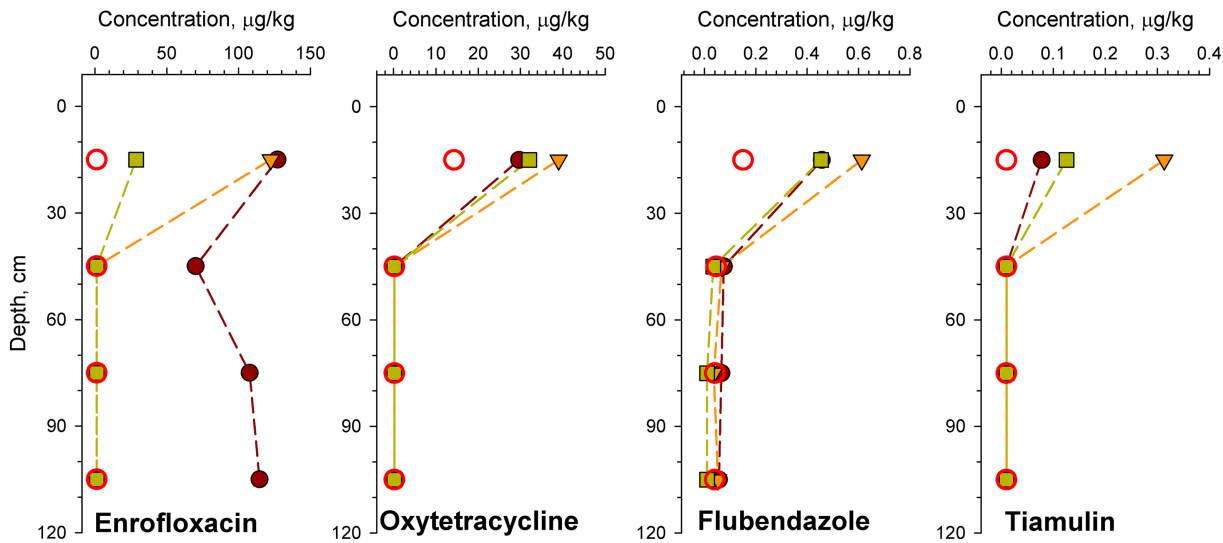 Concentration, μg/kg
Concentration, μg/kg
Concentration, μg/kg
Concentration, μg/kg
0 50 100 150
0 10 20 30 40 50
0.0 0.2 0.4 0.6 0.8
0.0 0.1 0.2 0.3 0.4
Depth, cm
0
30
60
90
120
0
30
60
90
120
0
30
60
90
120
0
30
60
90
120
Enrofloxacin
Oxytetracycline
Flubendazole
Tiamulin